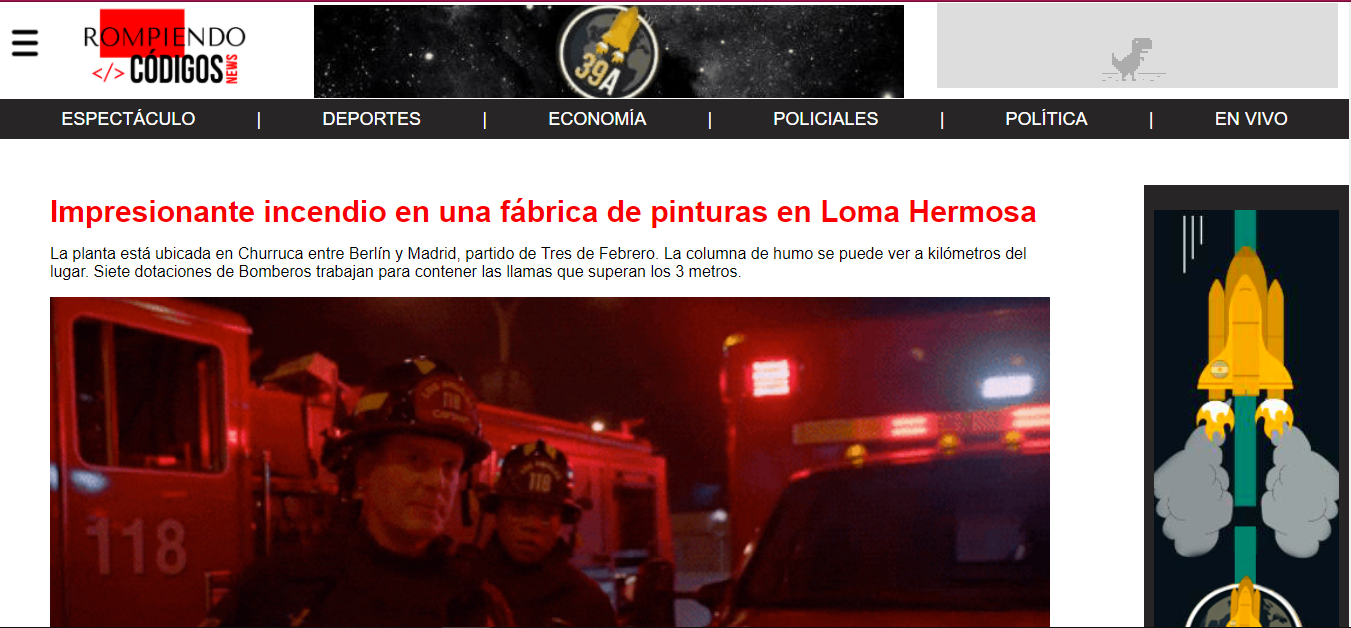 ROMPIENDO
</> CÓDIGOS NEWS
39A
ESPECTÁCULO | DEPORTES | ECONOMÍA | POLICIALES | POLÍTICA | EN VIVO
Impresionante incendio en una fábrica de pinturas en Loma Hermosa
La planta está ubicada en Churruca entre Berlín y Madrid, partido de Tres de Febrero. La columna de humo se puede ver a kilómetros del
lugar. Siete dotaciones de Bomberos trabajan para contener las llamas que superan los 3 metros.
118
118
118